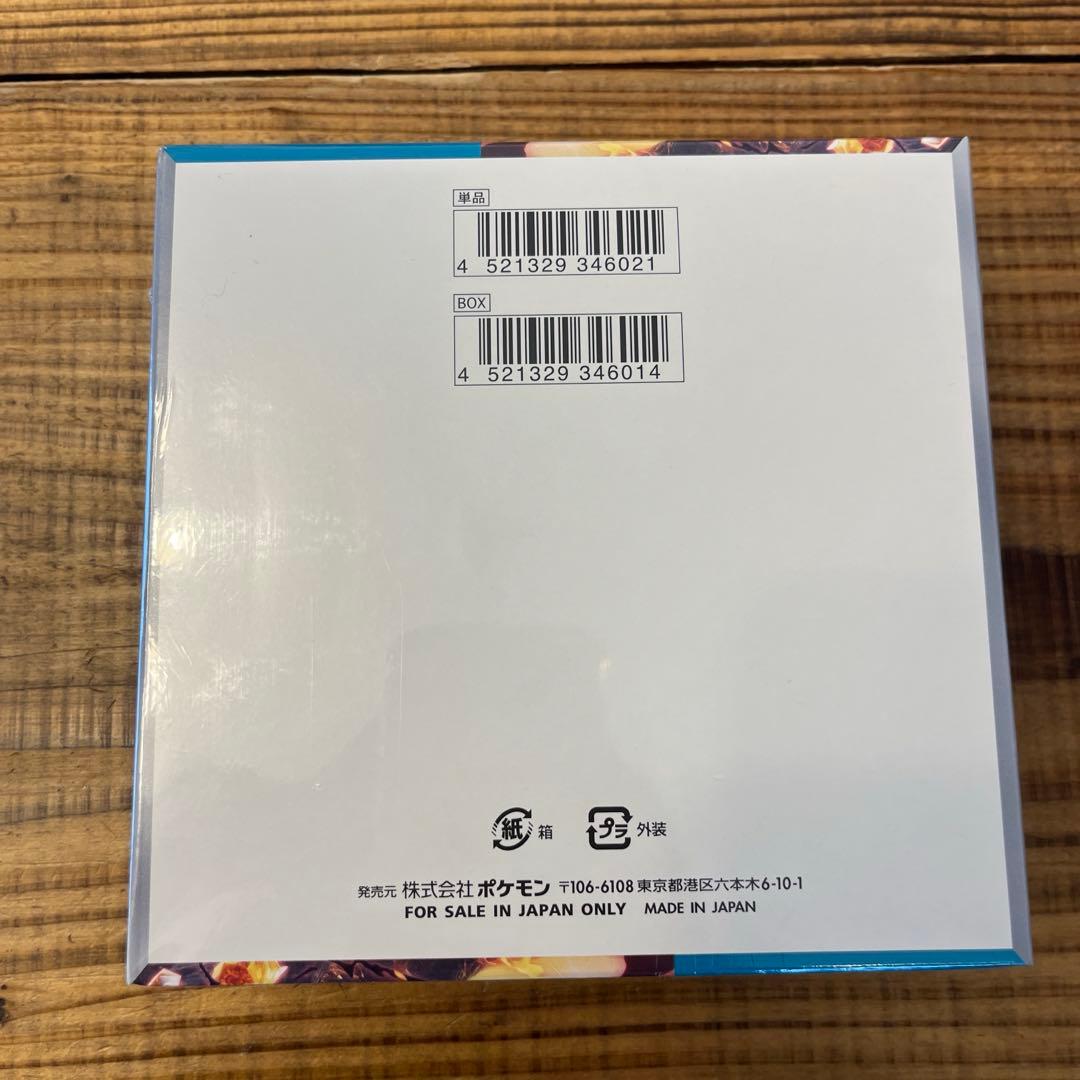 単品
4 521329 346021
BOX
4 521329 346014
紙 箱 プラ 外装
発売元 株式会社 ポケモン 〒106-6108 東京都港区六本木6-10-1
FOR SALE IN JAPAN ONLY MADE IN JAPAN